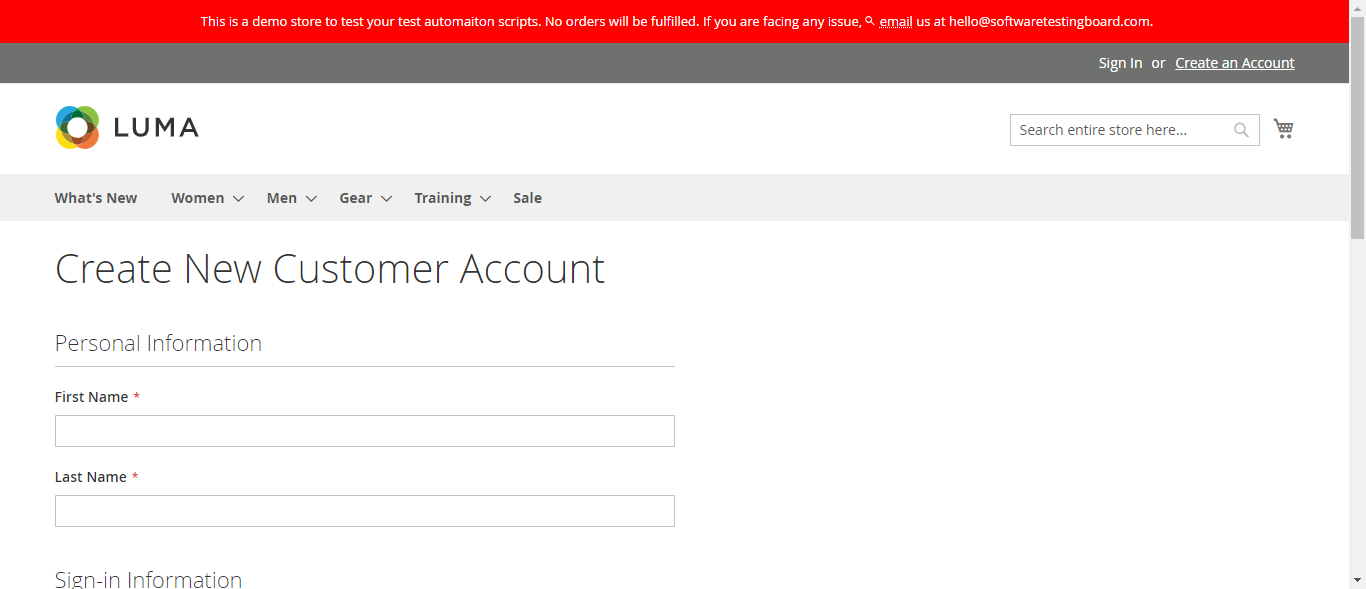 This is a demo store to test your test automaiton scripts. No orders will be fulfilled. If you are facing any issue, email us at hello@softwaretestingboard.com.
Sign In or Create an Account
LUMA
Search entire store here...
What's New Women Men Gear Training Sale
Create New Customer Account
Personal Information
First Name *
Last Name *
Sign-in Information